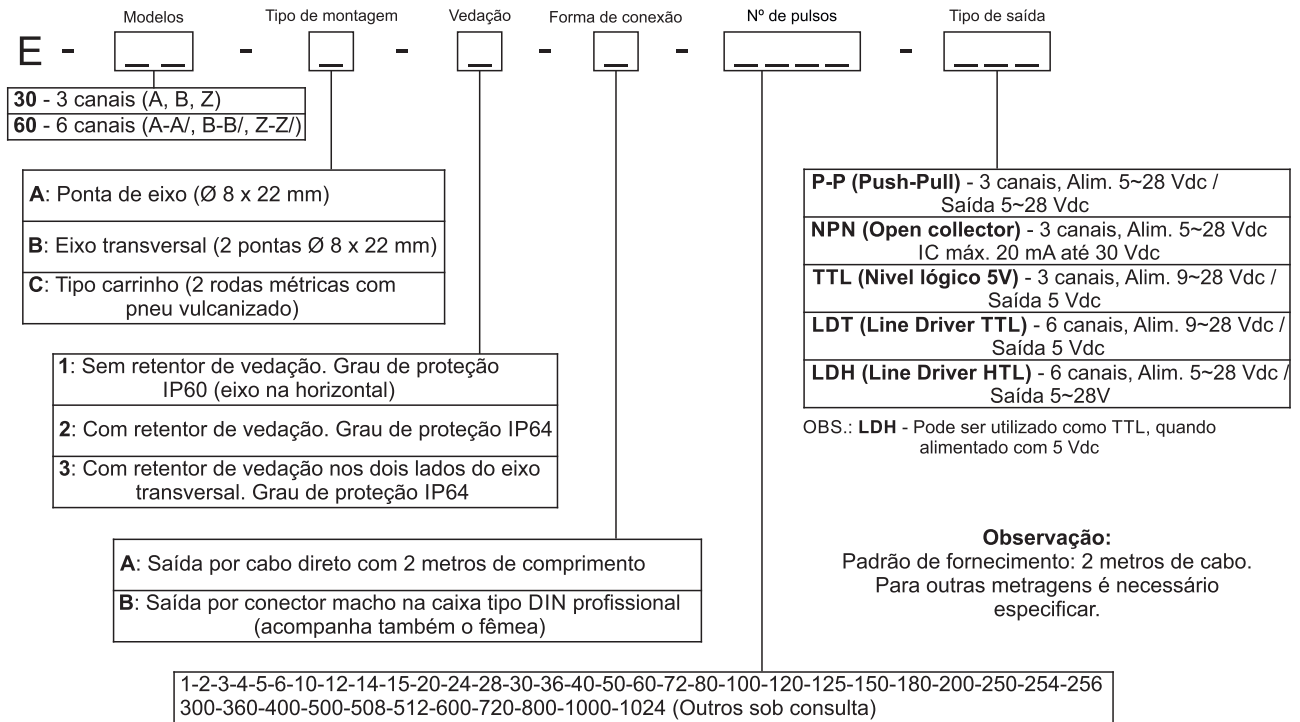 Modelos
Tipo de montagem
Vedação
Forma de conexão
Nº de pulsos
Tipo de saída
E - _ _ - _ - _ - _ - _ _ _ _ - _ _ _
30 - 3 canais (A, B, Z)
60 - 6 canais (A-A/, B-B/, Z-Z/)
A: Ponta de eixo (Ø 8 x 22 mm)
B: Eixo transversal (2 pontas Ø 8 x 22 mm)
C: Tipo carrinho (2 rodas métricas com
pneu vulcanizado)
1: Sem retentor de vedação. Grau de proteção
IP60 (eixo na horizontal)
2: Com retentor de vedação. Grau de proteção IP64
3: Com retentor de vedação nos dois lados do eixo
transversal. Grau de proteção IP64
A: Saída por cabo direto com 2 metros de comprimento
B: Saída por conector macho na caixa tipo DIN profissional
(acompanha também o fêmea)
1-2-3-4-5-6-10-12-14-15-20-24-28-30-36-40-50-60-72-80-100-120-125-150-180-200-250-254-256
300-360-400-500-508-512-600-720-800-1000-1024 (Outros sob consulta)
P-P (Push-Pull) - 3 canais, Alim. 5~28 Vdc /
Saída 5~28 Vdc
NPN (Open collector) - 3 canais, Alim. 5~28 Vdc
IC máx. 20 mA até 30 Vdc
TTL (Nivel lógico 5V) - 3 canais, Alim. 9~28 Vdc /
Saída 5 Vdc
LDT (Line Driver TTL) - 6 canais, Alim. 9~28 Vdc /
Saída 5 Vdc
LDH (Line Driver HTL) - 6 canais, Alim. 5~28 Vdc /
Saída 5~28V
OBS.: LDH - Pode ser utilizado como TTL, quando
alimentado com 5 Vdc
Observação:
Padrão de fornecimento: 2 metros de cabo.
Para outras metragens é necessário
especificar.